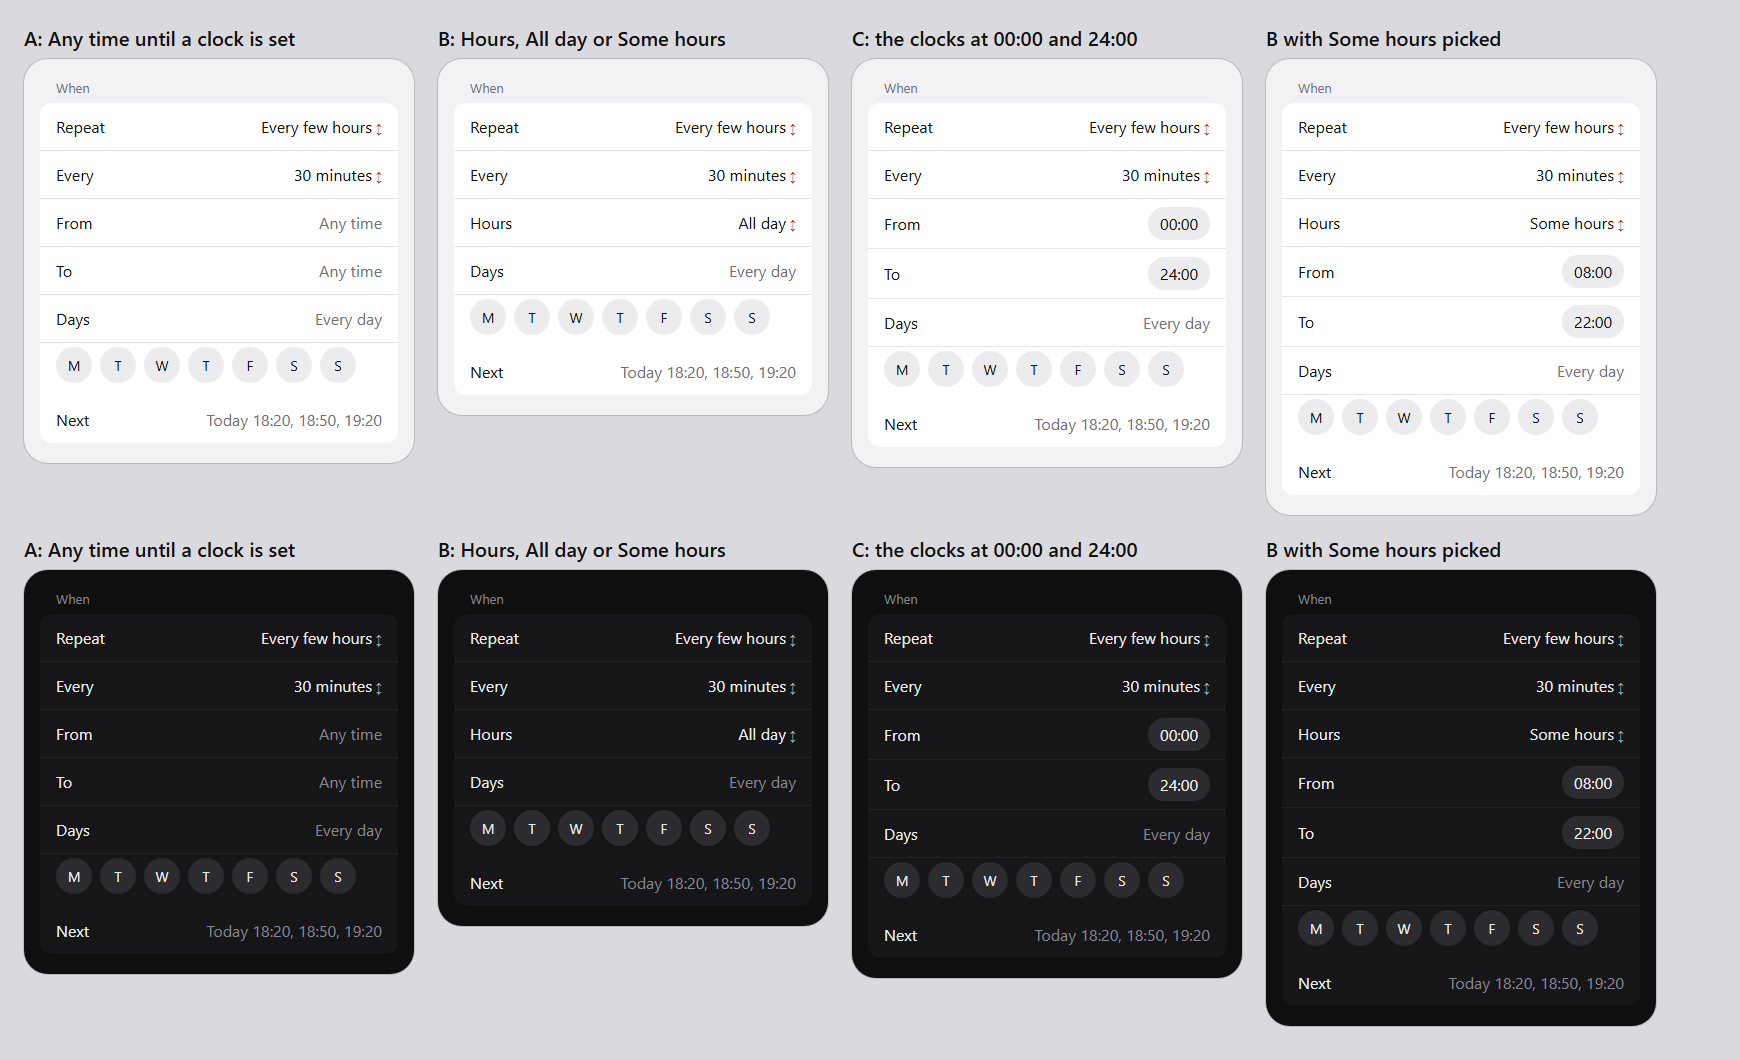 A: Any time until a clock is set
When
Repeat Every few hours ↕
Every 30 minutes ↕
From Any time
To Any time
Days Every day
M T W T F S S
Next Today 18:20, 18:50, 19:20
B: Hours, All day or Some hours
When
Repeat Every few hours ↕
Every 30 minutes ↕
Hours All day ↕
Days Every day
M T W T F S S
Next Today 18:20, 18:50, 19:20
C: the clocks at 00:00 and 24:00
When
Repeat Every few hours ↕
Every 30 minutes ↕
From 00:00
To 24:00
Days Every day
M T W T F S S
Next Today 18:20, 18:50, 19:20
B with Some hours picked
When
Repeat Every few hours ↕
Every 30 minutes ↕
Hours Some hours ↕
From 08:00
To 22:00
Days Every day
M T W T F S S
Next Today 18:20, 18:50, 19:20
A: Any time until a clock is set
When
Repeat Every few hours ↕
Every 30 minutes ↕
From Any time
To Any time
Days Every day
M T W T F S S
Next Today 18:20, 18:50, 19:20
B: Hours, All day or Some hours
When
Repeat Every few hours ↕
Every 30 minutes ↕
Hours All day ↕
Days Every day
M T W T F S S
Next Today 18:20, 18:50, 19:20
C: the clocks at 00:00 and 24:00
When
Repeat Every few hours ↕
Every 30 minutes ↕
From 00:00
To 24:00
Days Every day
M T W T F S S
Next Today 18:20, 18:50, 19:20
B with Some hours picked
When
Repeat Every few hours ↕
Every 30 minutes ↕
Hours Some hours ↕
From 08:00
To 22:00
Days Every day
M T W T F S S
Next Today 18:20, 18:50, 19:20